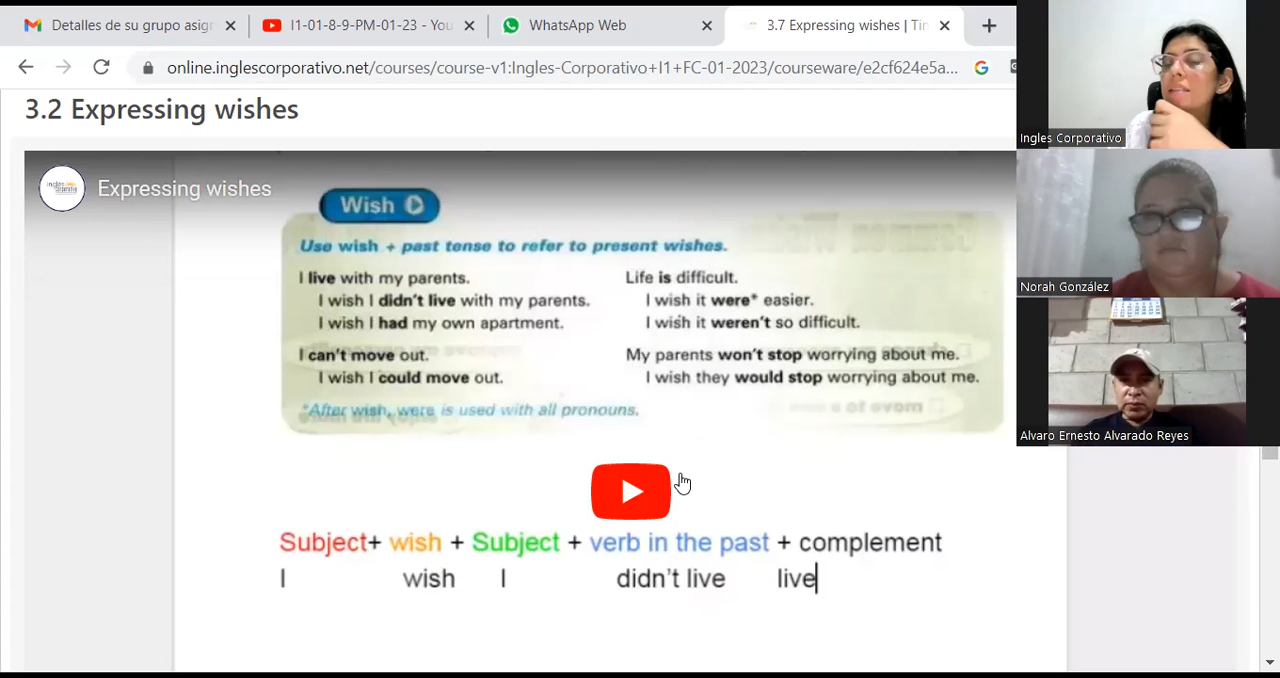 Detalles de su grupo asign
I1-01-8-9-PM-01-23 - You
WhatsApp Web
3.7 Expressing wishes | Tin
online.inglescorporativo.net/courses/course-v1:Ingles-Corporativo+I1+FC-01-2023/courseware/e2cf624e5a...
3.2 Expressing wishes
Expressing wishes
Wish
Use wish + past tense to refer to present wishes.
I live with my parents.
I wish I didn't live with my parents.
I wish I had my own apartment.
I can't move out.
I wish I could move out.
*After wish, were is used with all pronouns.
Life is difficult.
I wish it were* easier.
I wish it weren't so difficult.
My parents won't stop worrying about me.
I wish they would stop worrying about me.
Subject+ wish + Subject + verb in the past + complement
I wish I didn't live live
Ingles Corporativo
Norah González
Alvaro Ernesto Alvarado Reyes